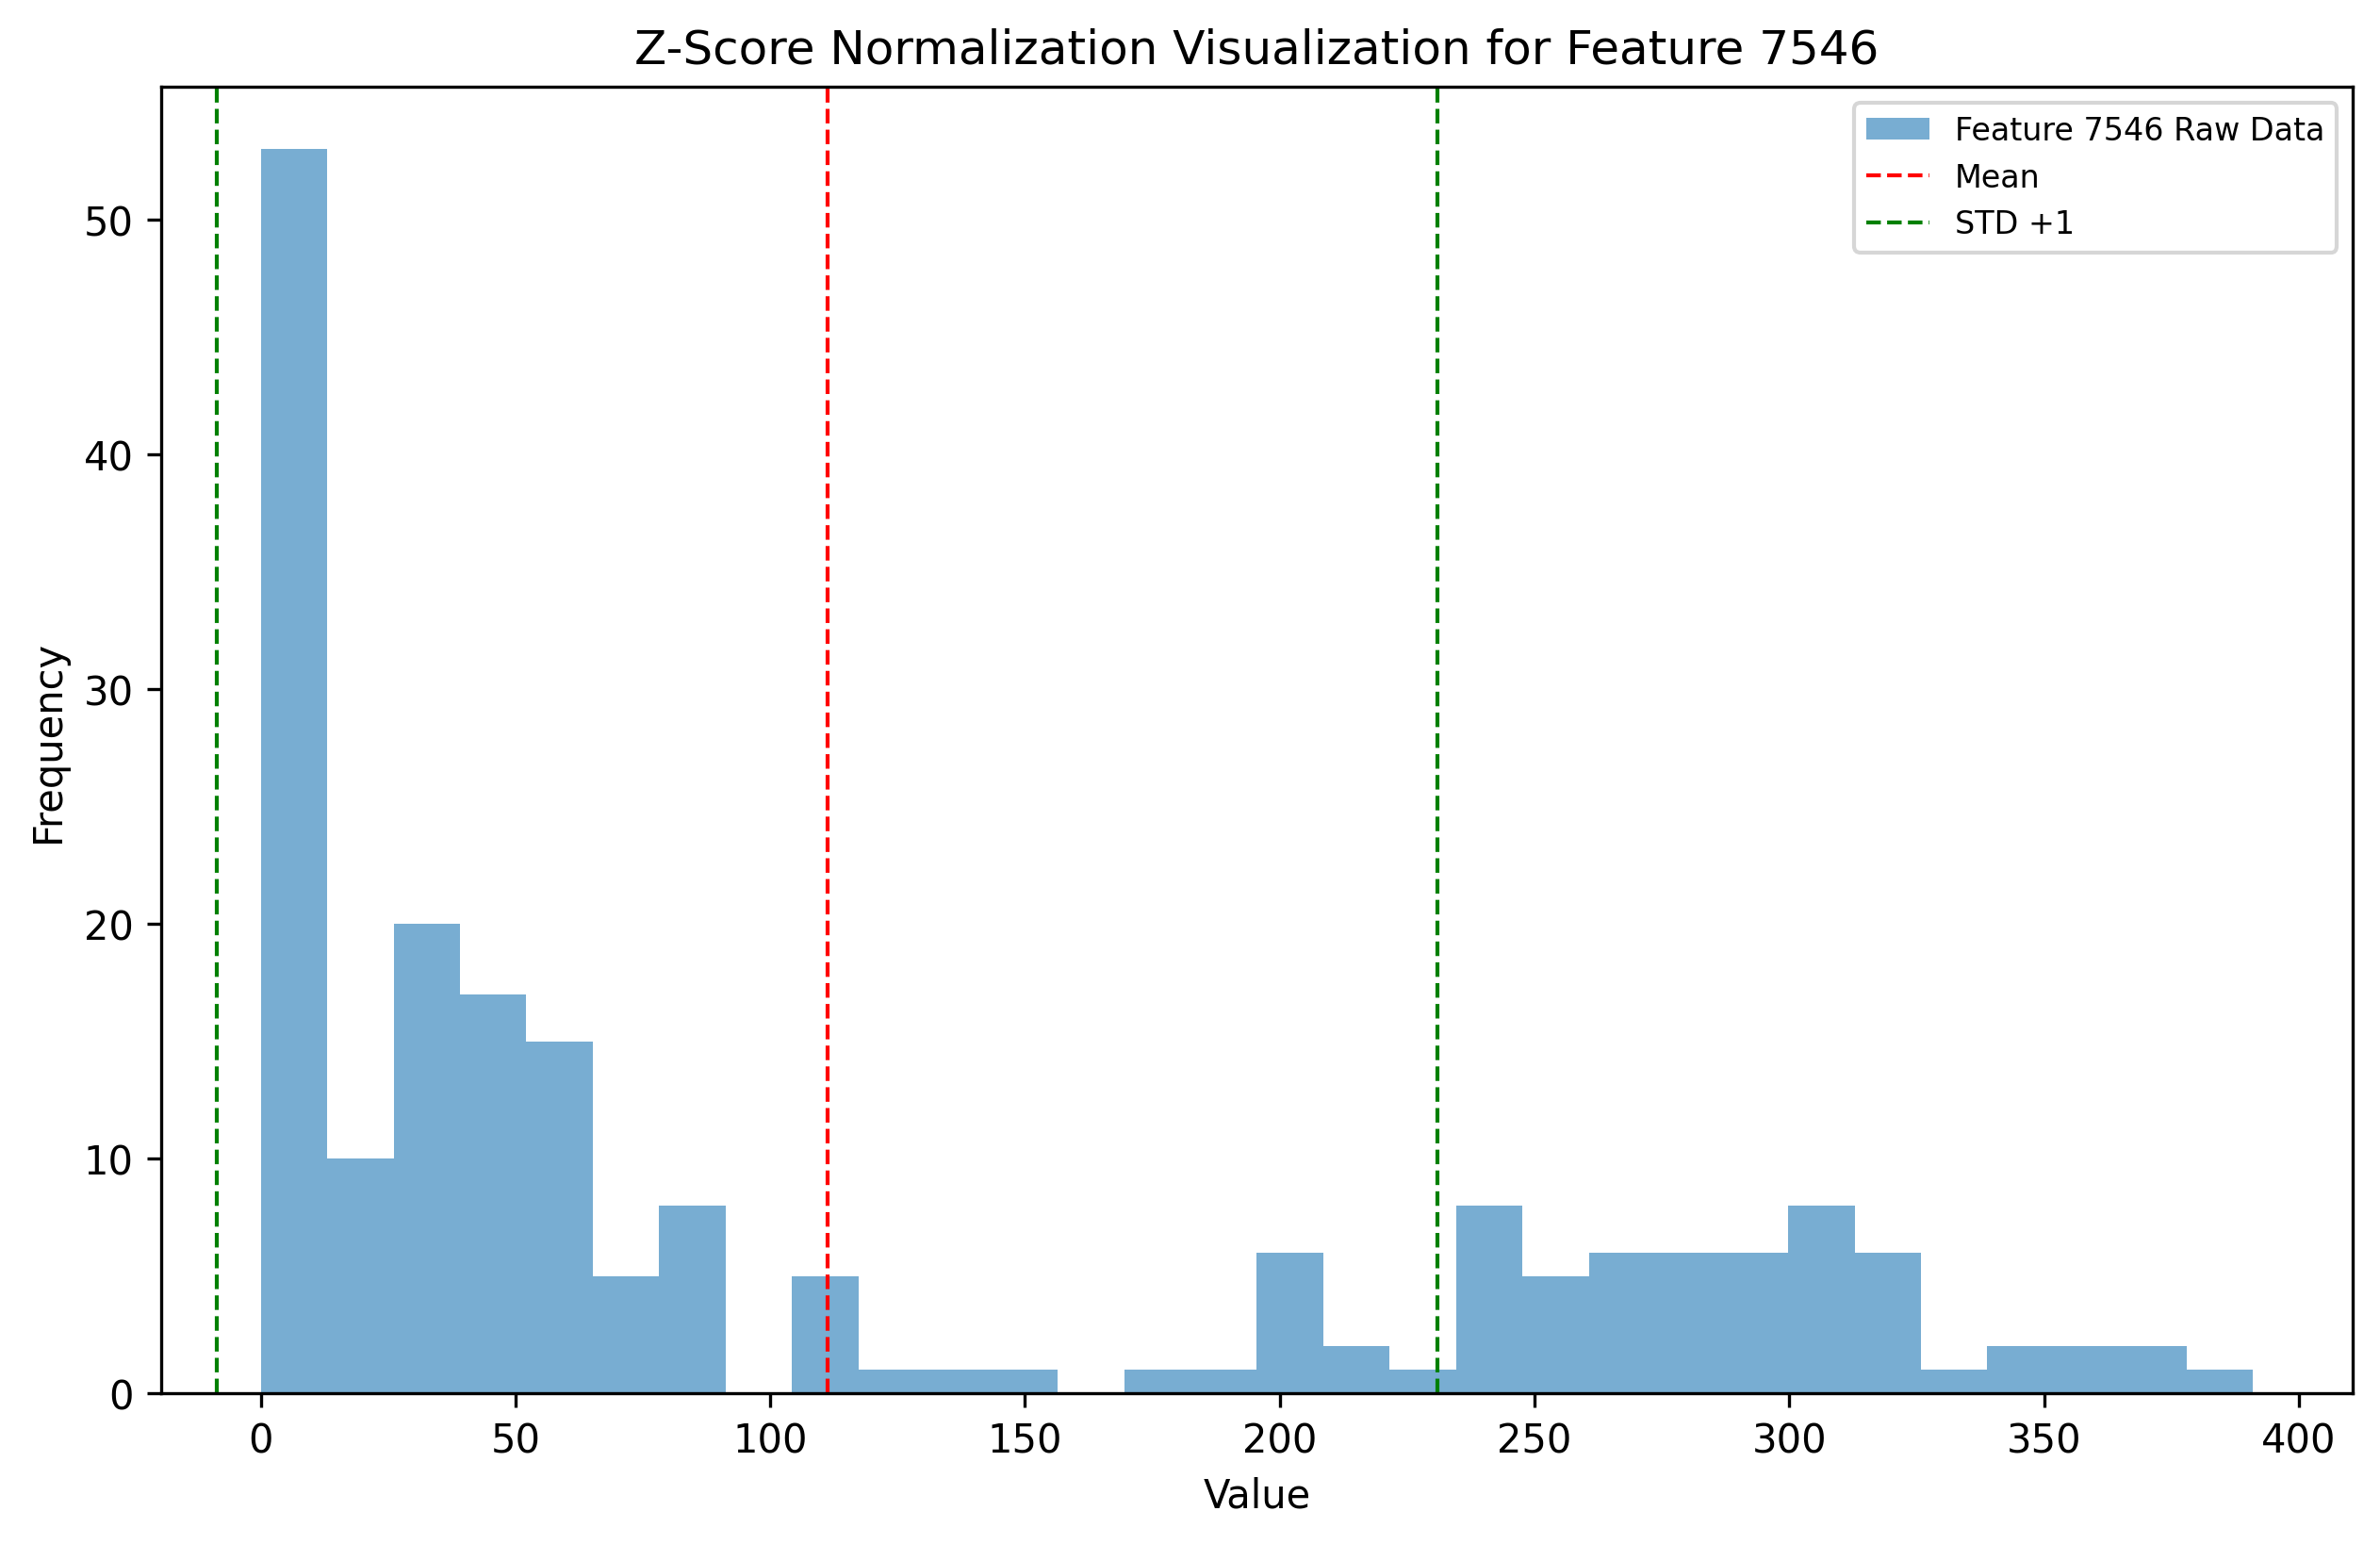 Z-Score Normalization Visualization for Feature 7546
Feature 7546 Raw Data
Mean
STD +1
50
40
30
20
10
0
Frequency
0 50 100 150 200 250 300 350 400
Value